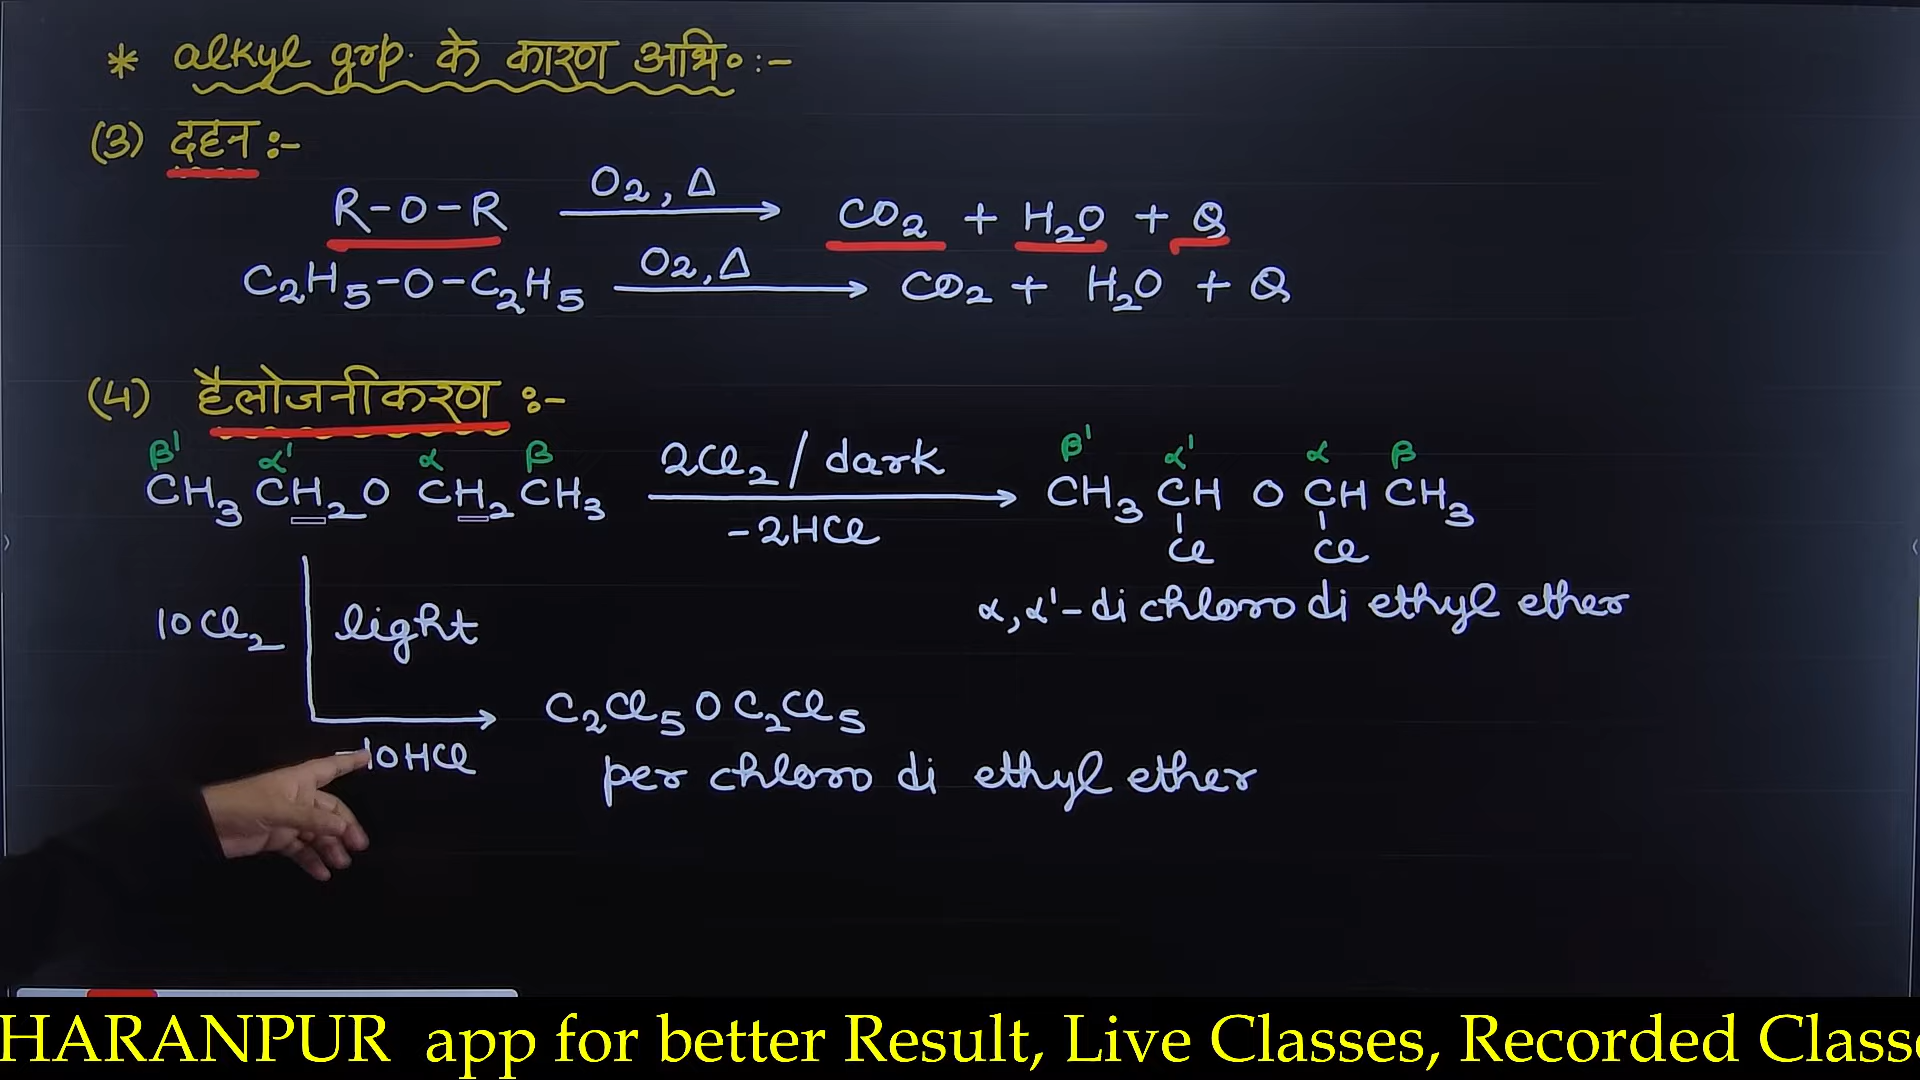 * alkyl grp. के कारण अभि०:-
(3) दहन :-
R-O-R O2, Δ CO2 + H2O + Q
C2H5-O-C2H5 O2, Δ CO2 + H2O + Q
(4) हैलोजनीकरण :-
β' α' α β 2Cl2 / dark β' α' α β
CH3 CH2 O CH2 CH3 -2HCl CH3 CH O CH CH3
Cl Cl
10Cl2 light α, α'-di chloro di ethyl ether
C2Cl5 O C2Cl5
-10HCl per chloro di ethyl ether
HARANPUR app for better Result, Live Classes, Recorded Classe